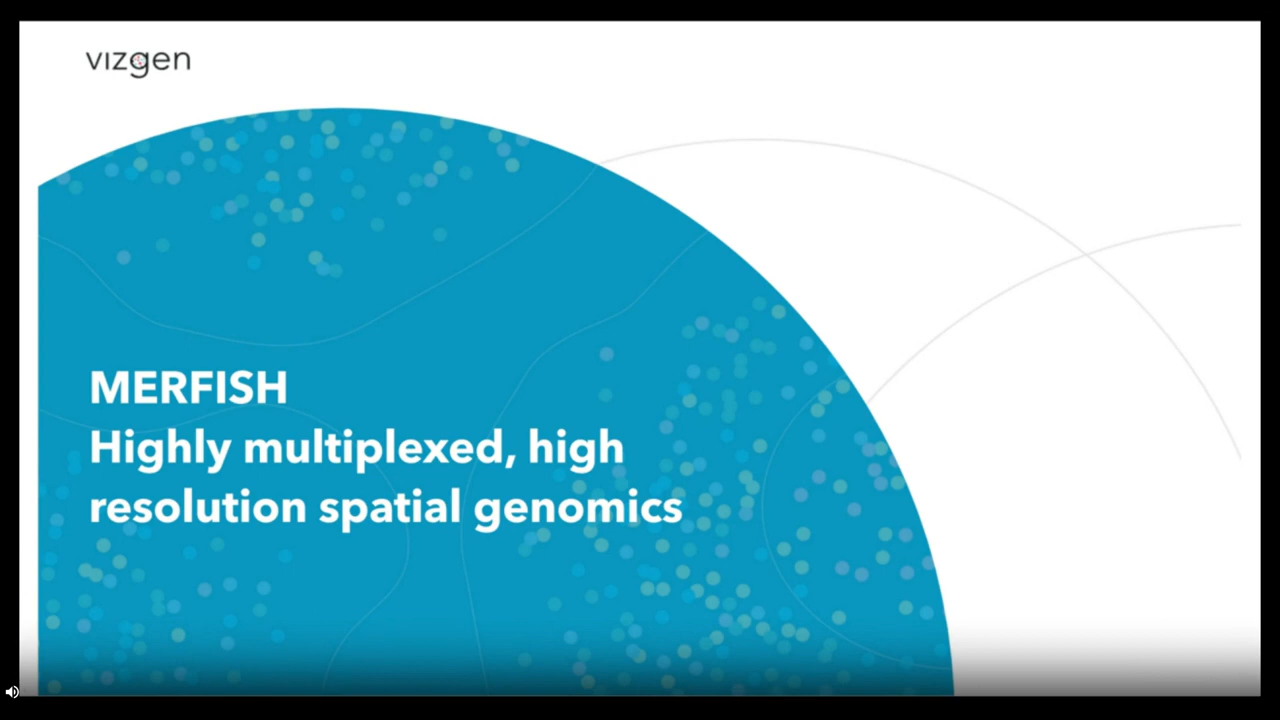 vizgen
MERFISH
Highly multiplexed, high
resolution spatial genomics